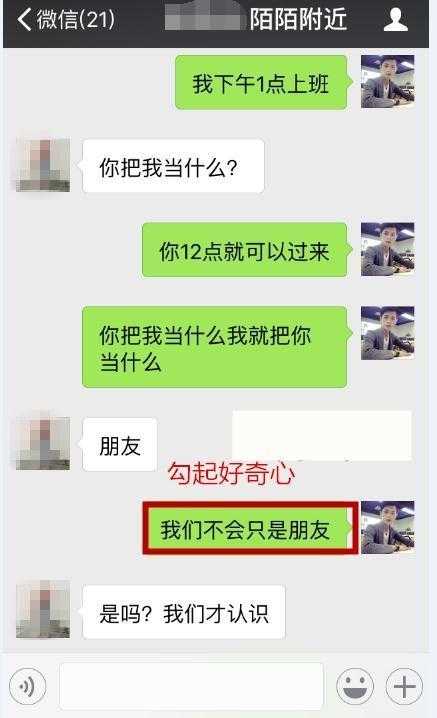 微信(21)
陌陌附近
我下午1点上班
你把我当什么？
你12点就可以过来
你把我当什么我就把你
当什么
朋友
勾起好奇心
我们不会只是朋友
是吗？我们才认识